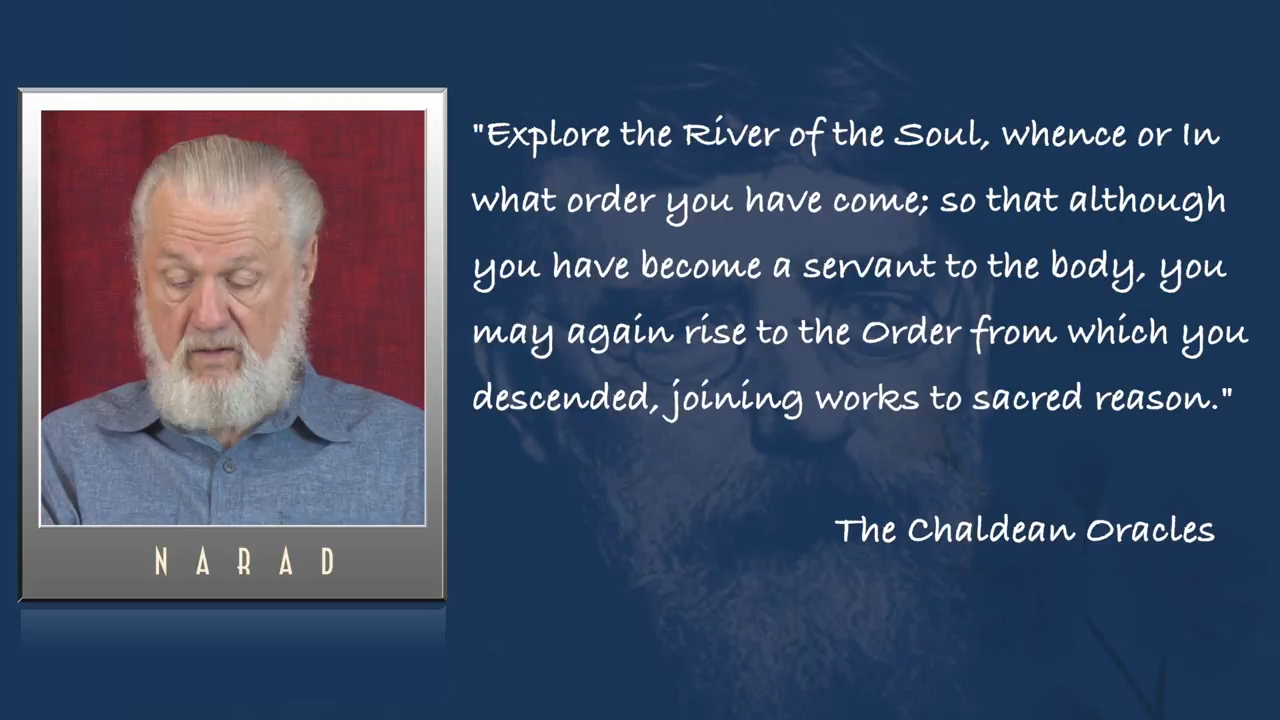 "Explore the River of the Soul, whence or In
what order you have come; so that although
you have become a servant to the body, you
may again rise to the Order from which you
descended, joining works to sacred reason."
The Chaldean Oracles
NARAD